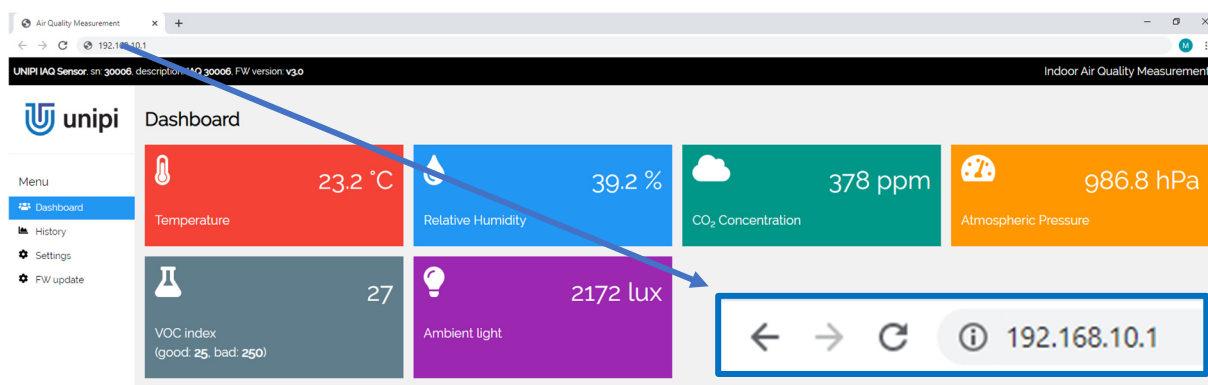 Air Quality Measurement
192.168.10.1
UNIPI IAQ Sensor. sn: 30006, description: IAQ 30006, FW version: v3.0
Indoor Air Quality Measurement
unipi
Dashboard
Menu
Dashboard
History
Settings
FW update
23.2 °C
Temperature
39.2 %
Relative Humidity
378 ppm
CO₂ Concentration
986.8 hPa
Atmospheric Pressure
27
VOC index
(good: 25, bad: 250)
2172 lux
Ambient light
192.168.10.1
M